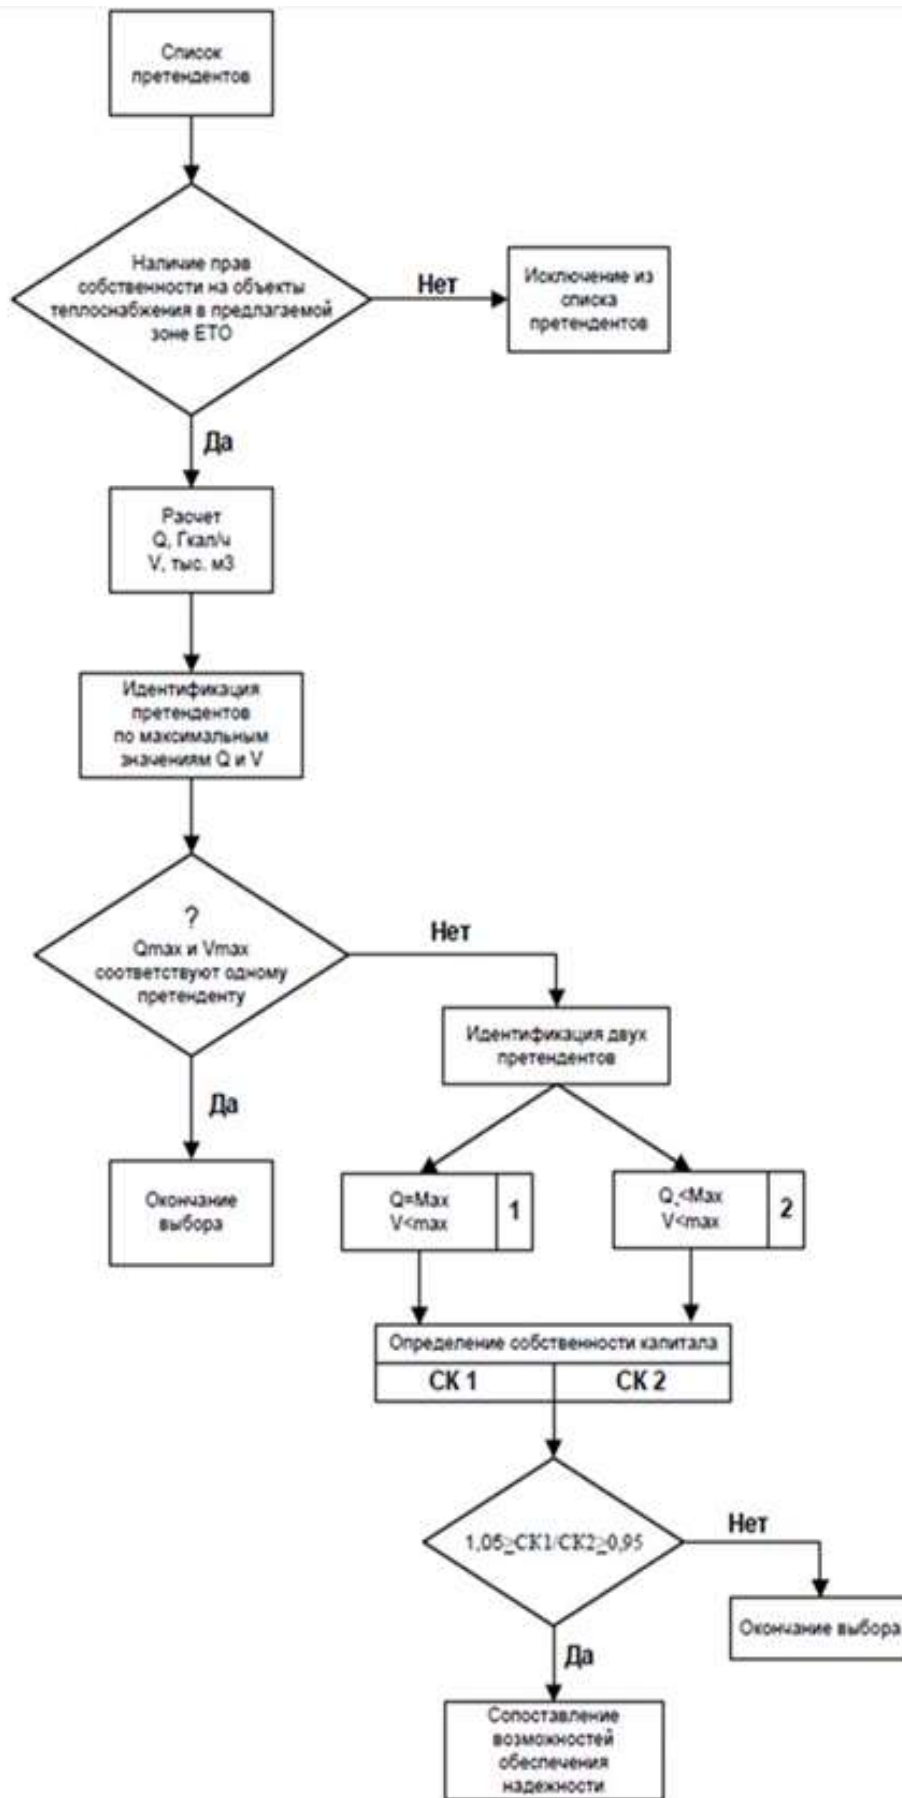 Список
претендентов
Наличие прав
собственности на объекты
теплоснабжения в предлагаемой
зоне ЕТО
Нет
Исключение из
списка
претендентов
Да
Расчет
Q, Гкал/ч
V, тыс. м3
Идентификация
претендентов
по максимальным
значениям Q и V
?
Qmax и Vmax
соответствуют одному
претенденту
Нет
Идентификация двух
претендентов
Да
Окончание
выбора
Q=Max
V<max
1
Q,<Max
V<max
2
Определение собственности капитала
СК 1
СК 2
1,05≥СК1/СК2≥0,95
Нет
Окончание выбора
Да
Сопоставление
возможностей
обеспечения
надежности